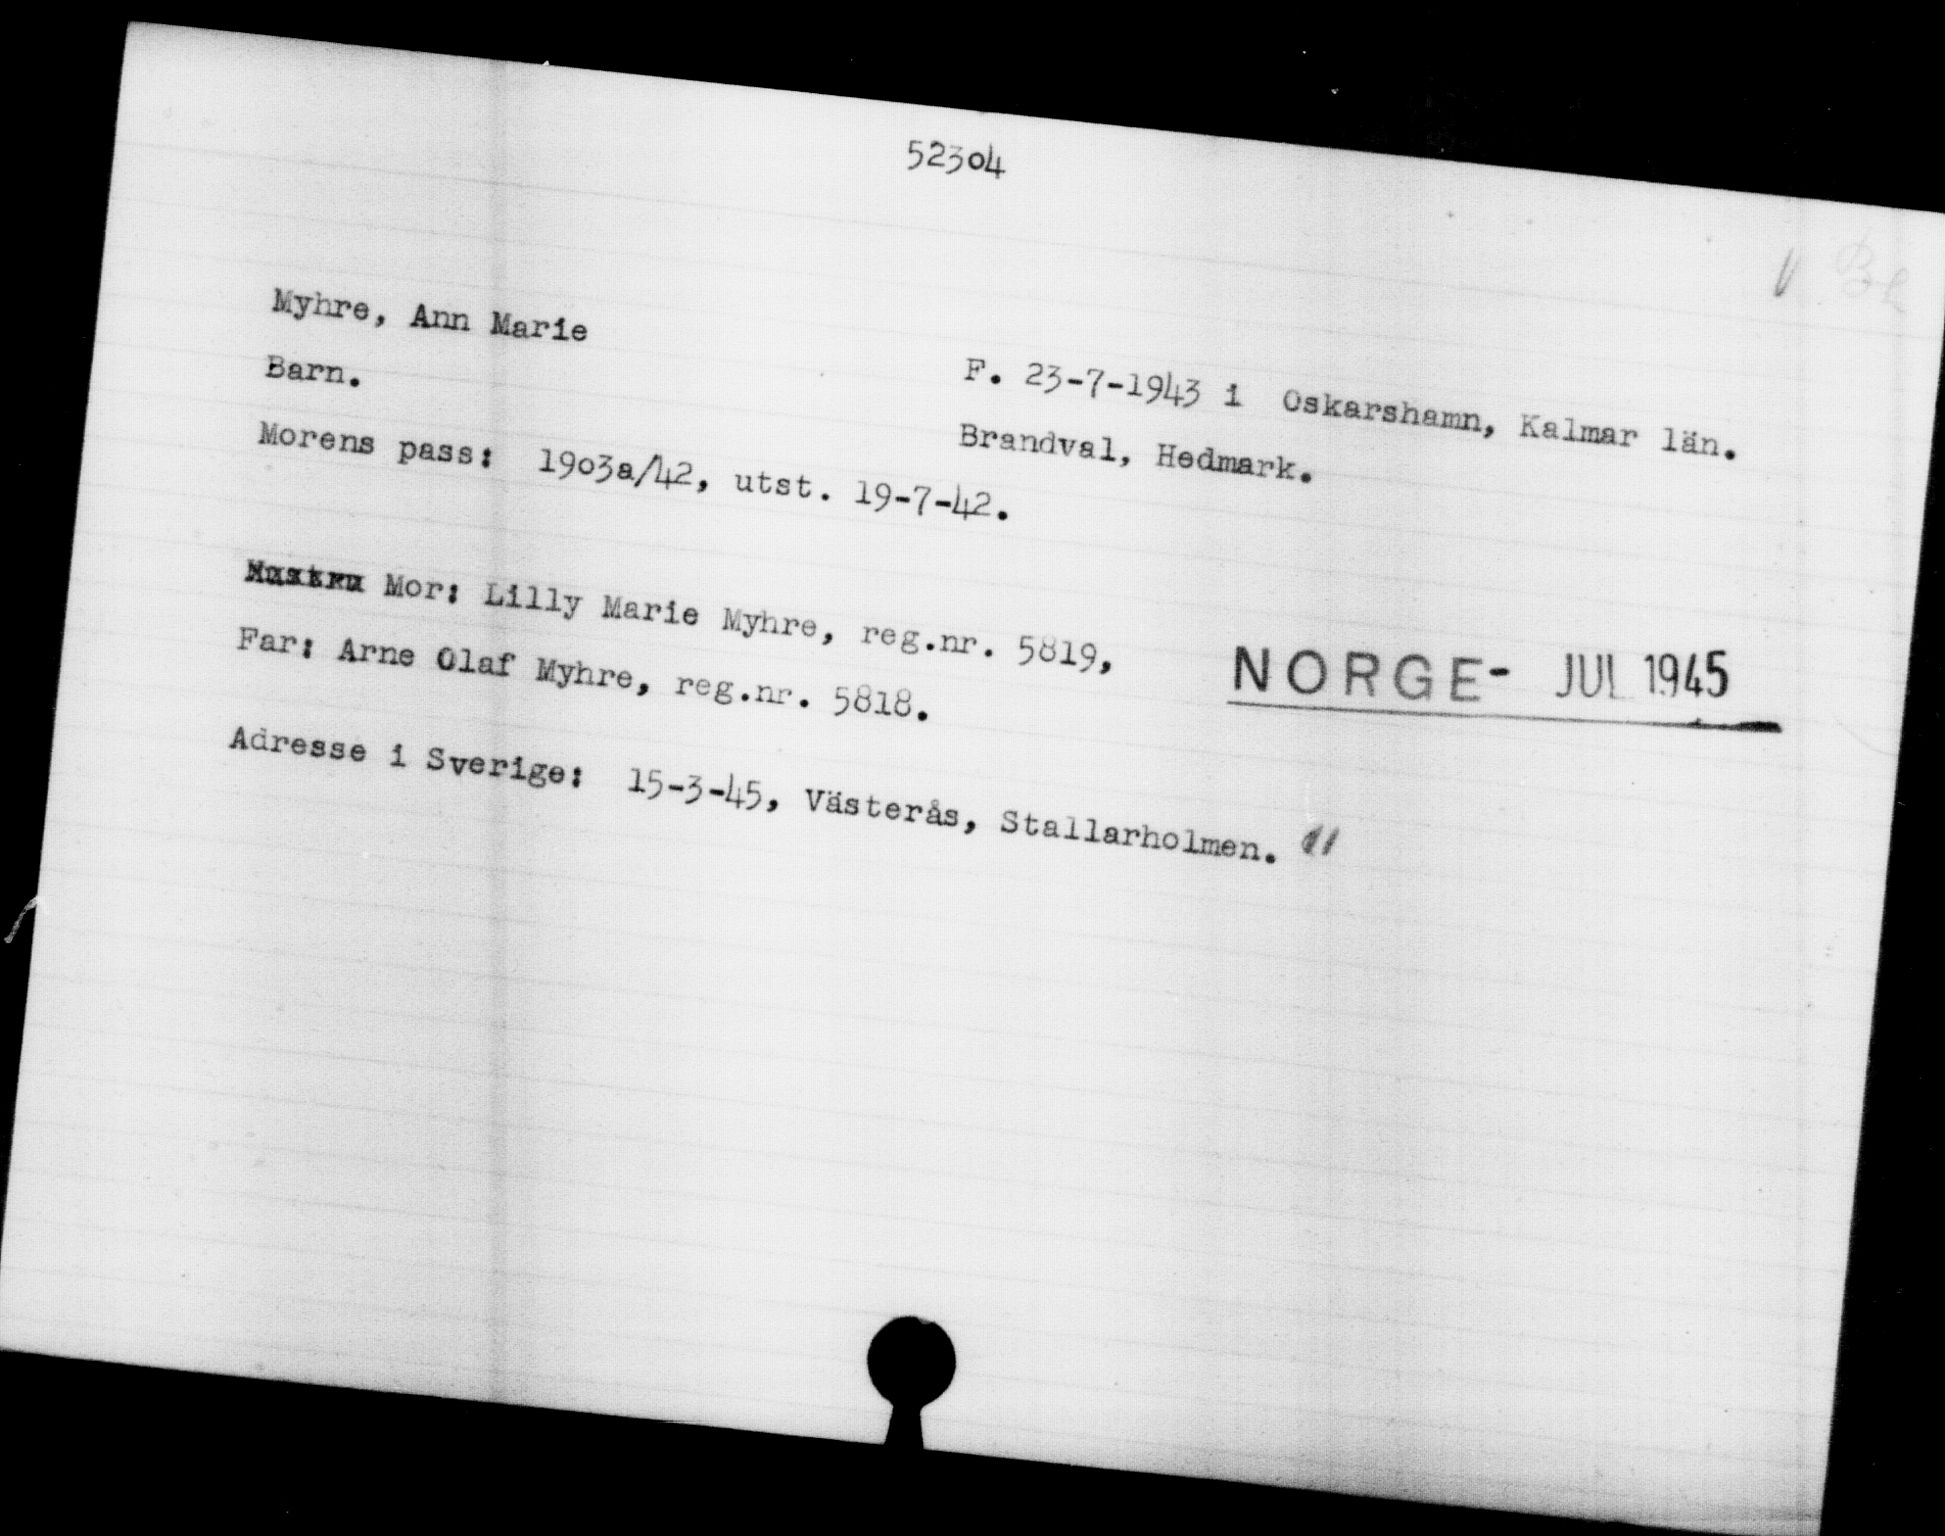 52304
Myhre, Ann Marie
Barn.
F. 23-7-1943 i Oskarshamn, Kalmar län.
Brandval, Hedmark.
Morens pass: 1903a/42, utst. 19-7-42.
Mor: Lilly Marie Myhre, reg.nr. 5819,
Far: Arne Olaf Myhre, reg.nr. 5818.
NORGE- JUL 1945
Adresse i Sverige: 15-3-45, Västerås, Stallarholmen.